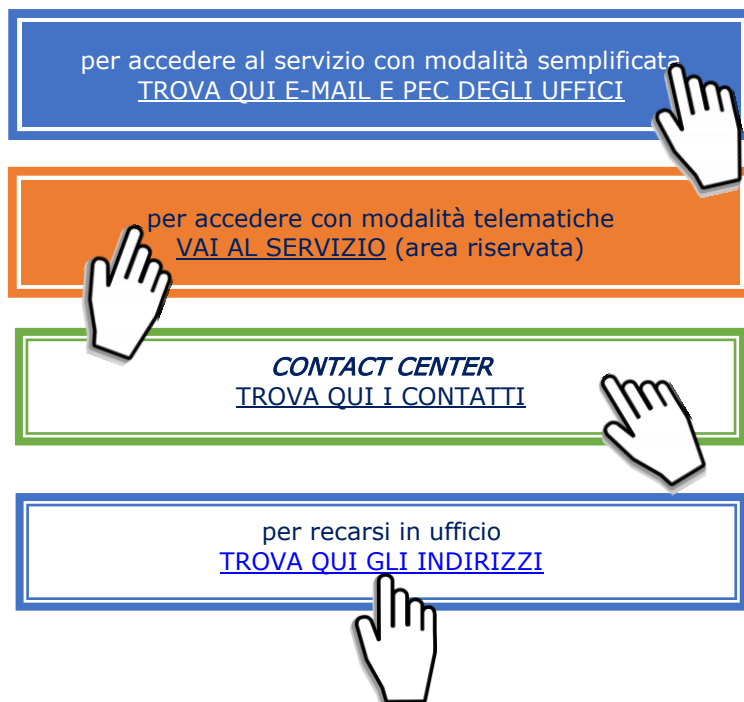 per accedere al servizio con modalità semplificata
TROVA QUI E-MAIL E PEC DEGLI UFFICI
per accedere con modalità telematiche
VAI AL SERVIZIO (area riservata)
CONTACT CENTER
TROVA QUI I CONTATTI
per recarsi in ufficio
TROVA QUI GLI INDIRIZZI